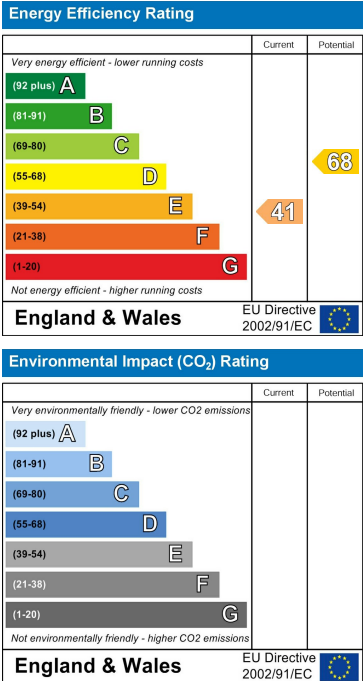 Energy Efficiency Rating
Current Potential
Very energy efficient - lower running costs
(92 plus) A
(81-91) B
(69-80) C
68
(55-68) D
(39-54) E
41
(21-38) F
(1-20) G
Not energy efficient - higher running costs
England & Wales
EU Directive
2002/91/EC
Environmental Impact (CO₂) Rating
Current Potential
Very environmentally friendly - lower CO2 emissions
(92 plus) A
(81-91) B
(69-80) C
(55-68) D
(39-54) E
(21-38) F
(1-20) G
Not environmentally friendly - higher CO2 emissions
England & Wales
EU Directive
2002/91/EC